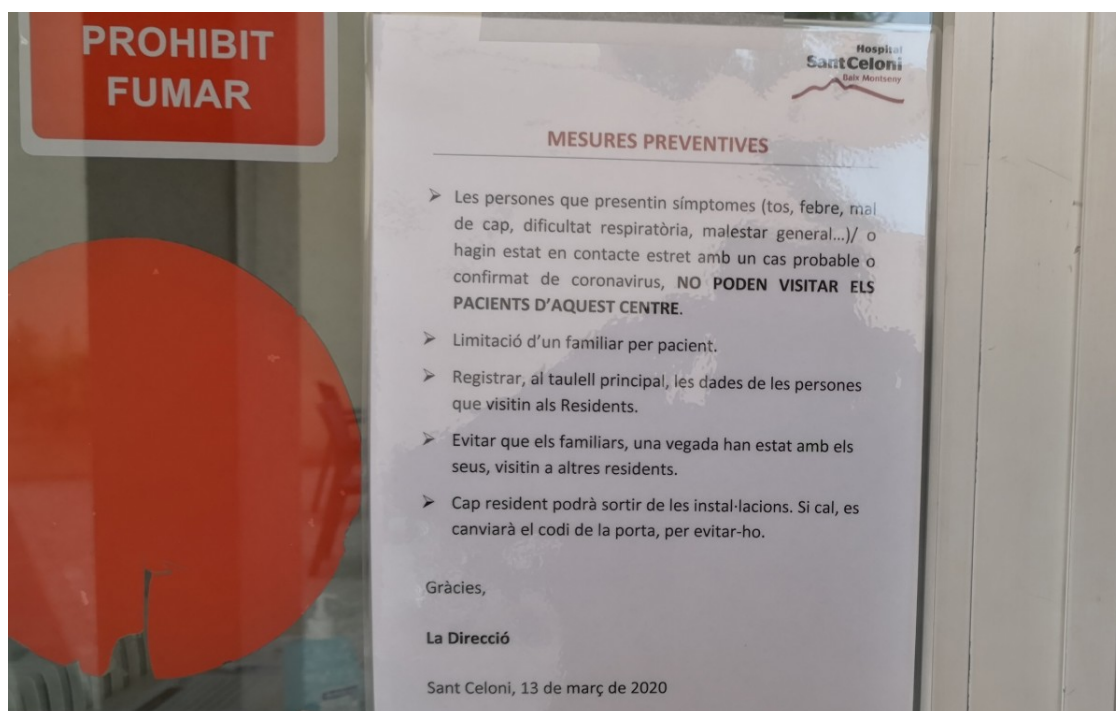 PROHIBIT
FUMAR
Hospital
Sant Celoni
Baix Montseny
MESURES PREVENTIVES
➢ Les persones que presentin símptomes (tos, febre, mal
de cap, dificultat respiratòria, malestar general...)/ o
hagin estat en contacte estret amb un cas probable o
confirmat de coronavirus, NO PODEN VISITAR ELS
PACIENTS D'AQUEST CENTRE.
➢ Limitació d'un familiar per pacient.
➢ Registrar, al taulell principal, les dades de les persones
que visitin als Residents.
➢ Evitar que els familiars, una vegada han estat amb els
seus, visitin a altres residents.
➢ Cap resident podrà sortir de les instal·lacions. Si cal, es
canviarà el codi de la porta, per evitar-ho.
Gràcies,
La Direcció
Sant Celoni, 13 de març de 2020